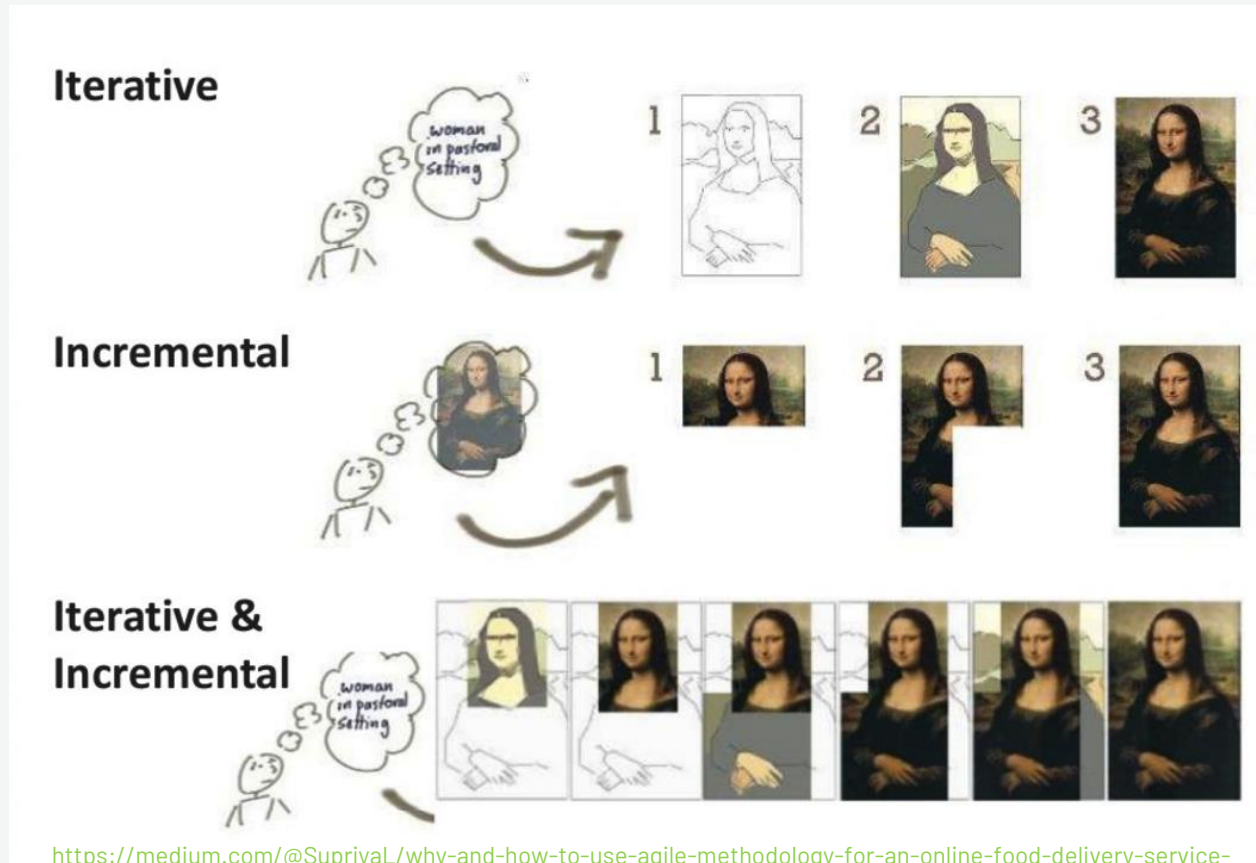 Iterative
woman
in pastoral
setting
1
2
3
Incremental
1
2
3
Iterative &
Incremental
woman
in pastoral
setting
https://medium.com/@SupriyaL/why-and-how-to-use-agile-methodology-for-an-online-food-delivery-service-